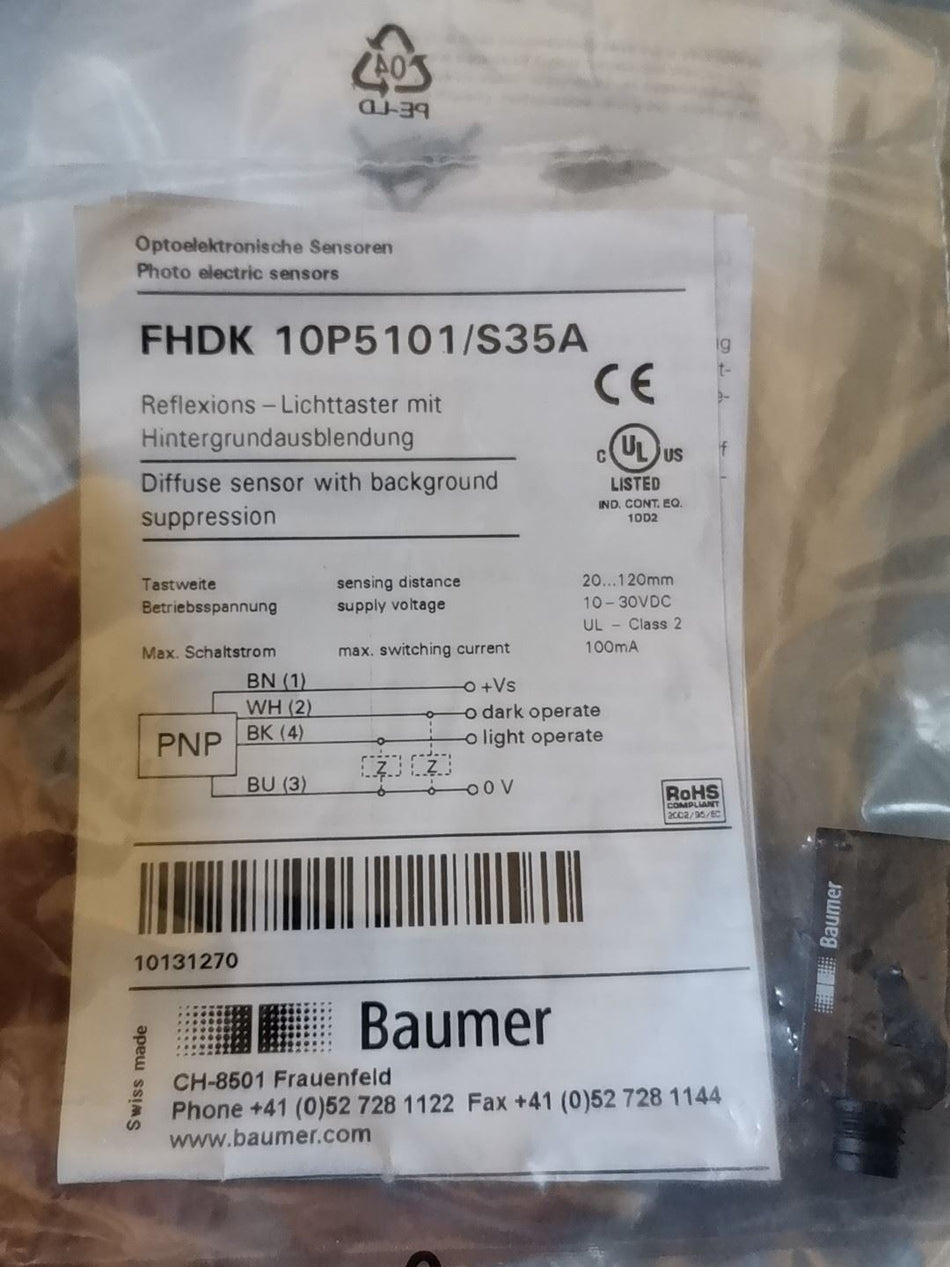 04
PE-LD
Optoelektronische Sensoren
Photo electric sensors
FHDK 10P5101/S35A
CE
Reflexions – Lichttaster mit
Hintergrundausblendung
C UL US
LISTED
IND. CONT. EQ.
10D2
Diffuse sensor with background
suppression
Tastweite sensing distance 20...120mm
Betriebsspannung supply voltage 10–30VDC
UL – Class 2
Max. Schaltstrom max. switching current 100mA
BN (1) +Vs
WH (2) dark operate
PNP BK (4) light operate
Z Z
BU (3) 0 V
RoHS
COMPLIANT
2002/95/EC
10131270
Baumer
Swiss made
CH-8501 Frauenfeld
Phone +41 (0)52 728 1122 Fax +41 (0)52 728 1144
www.baumer.com
Baumer